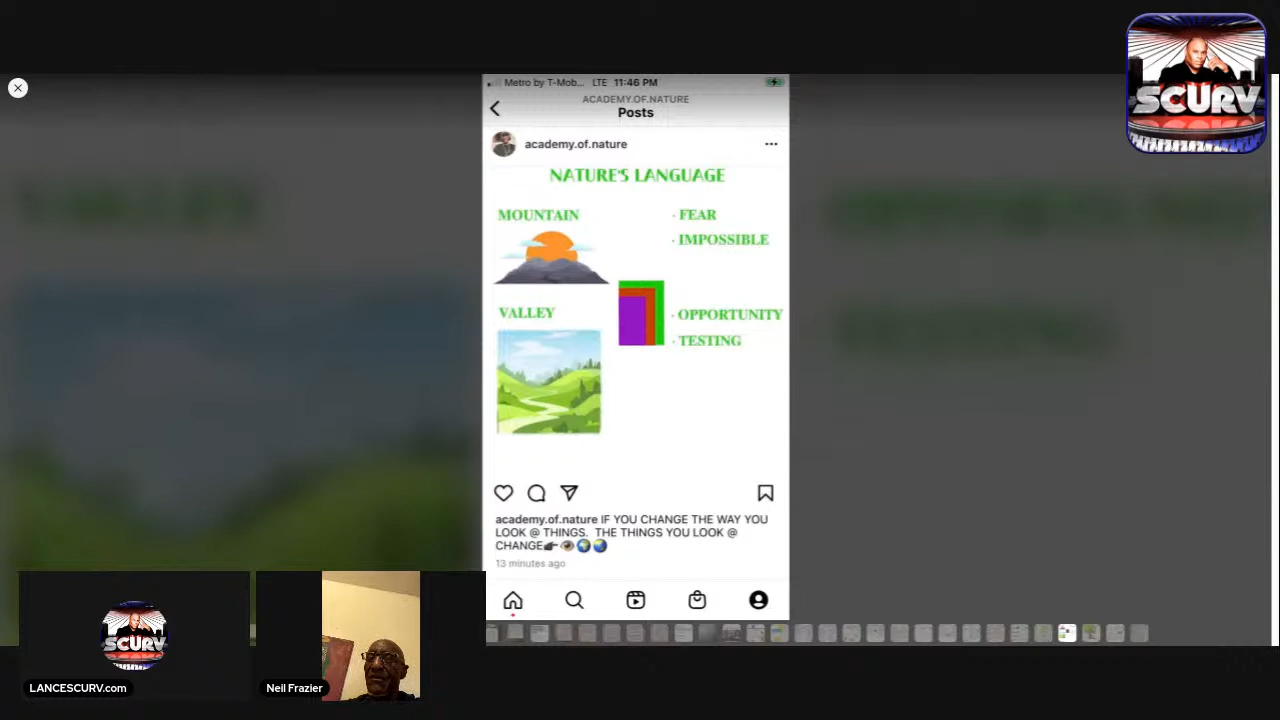 SCURV
Metro by T-Mob... LTE 11:46 PM
ACADEMY.OF.NATURE
Posts
academy.of.nature
NATURE'S LANGUAGE
MOUNTAIN
· FEAR
· IMPOSSIBLE
VALLEY
· OPPORTUNITY
· TESTING
academy.of.nature IF YOU CHANGE THE WAY YOU
LOOK @ THINGS. THE THINGS YOU LOOK @
CHANGE
13 minutes ago
SCURV
LANCESCURV.com
Neil Frazier